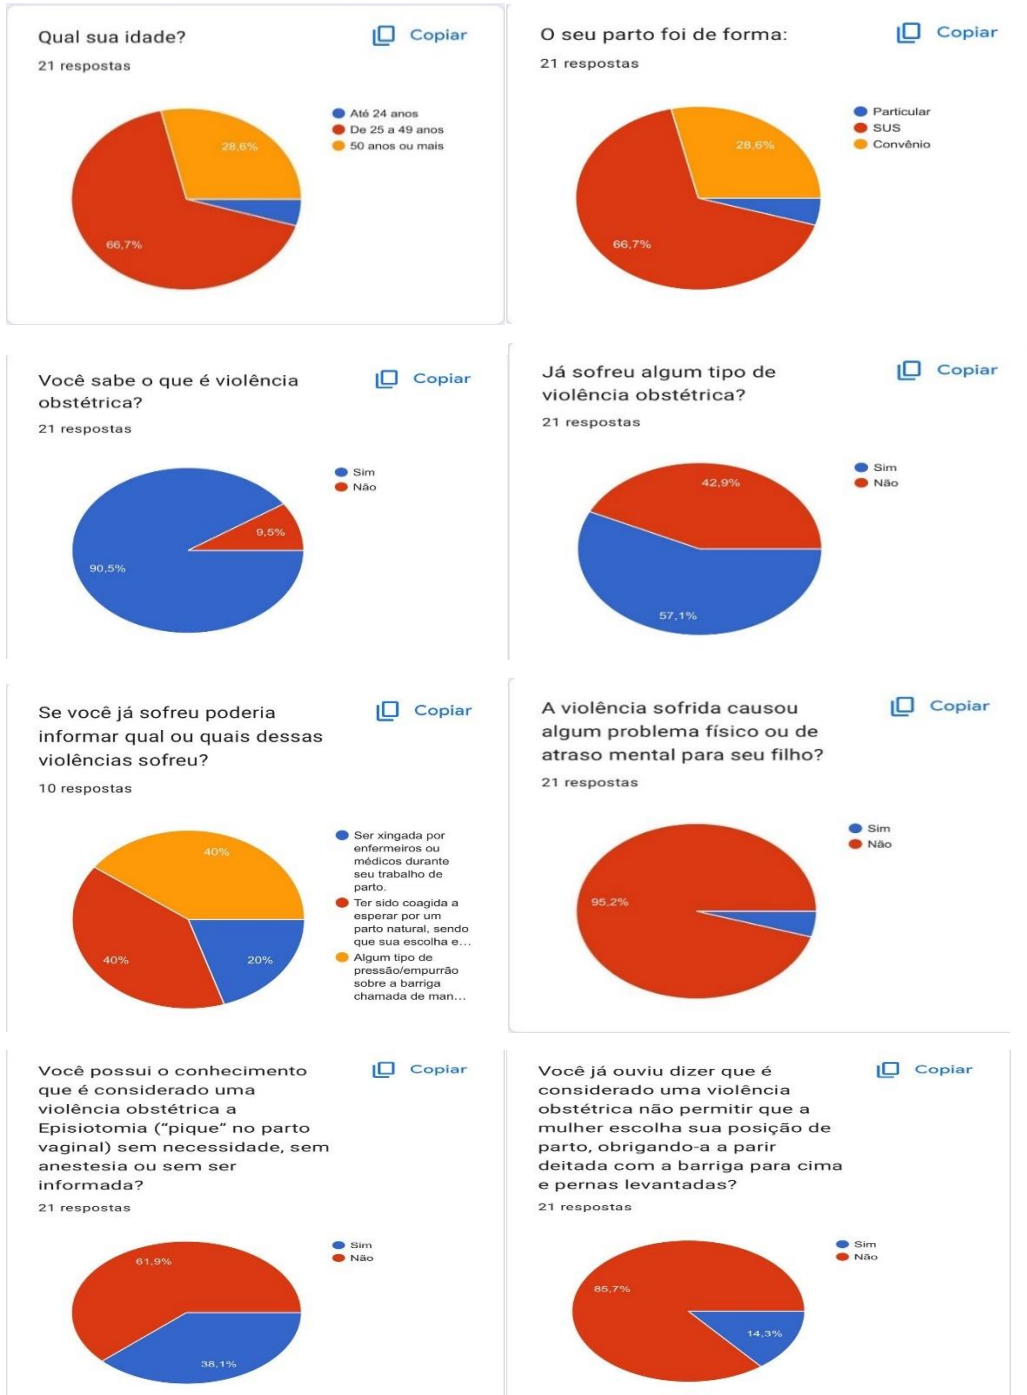 Qual sua idade?
Copiar
21 respostas
Até 24 anos
De 25 a 49 anos
50 anos ou mais
28,6%
66,7%
O seu parto foi de forma:
Copiar
21 respostas
Particular
SUS
Convênio
28,6%
66,7%
Você sabe o que é violência
obstétrica?
Copiar
21 respostas
Sim
Não
9,5%
90,5%
Já sofreu algum tipo de
violência obstétrica?
Copiar
21 respostas
Sim
Não
42,9%
57,1%
Se você já sofreu poderia
informar qual ou quais dessas
violências sofreu?
Copiar
10 respostas
Ser xingada por
enfermeiros ou
médicos durante
seu trabalho de
parto.
Ter sido coagida a
esperar por um
parto natural, sendo
que sua escolha e...
Algum tipo de
pressão/empurrão
sobre a barriga
chamada de man...
40%
40%
20%
A violência sofrida causou
algum problema físico ou de
atraso mental para seu filho?
Copiar
21 respostas
Sim
Não
95,2%
Você possui o conhecimento
que é considerado uma
violência obstétrica a
Episiotomia (“pique” no parto
vaginal) sem necessidade, sem
anestesia ou sem ser
informada?
Copiar
21 respostas
Sim
Não
61,9%
38,1%
Você já ouviu dizer que é
considerado uma violência
obstétrica não permitir que a
mulher escolha sua posição de
parto, obrigando-a a parir
deitada com a barriga para cima
e pernas levantadas?
Copiar
21 respostas
Sim
Não
85,7%
14,3%